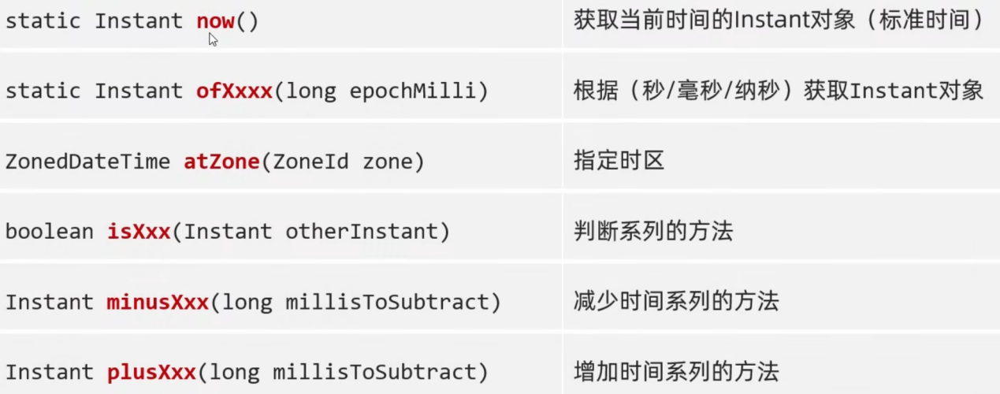 static Instant now() 获取当前时间的Instant对象（标准时间）
static Instant ofXxxx(long epochMilli) 根据（秒/毫秒/纳秒）获取Instant对象
ZonedDateTime atZone(ZoneId zone) 指定时区
boolean isXxx(Instant otherInstant) 判断系列的方法
Instant minusXxx(long millisToSubtract) 减少时间系列的方法
Instant plusXxx(long millisToSubtract) 增加时间系列的方法